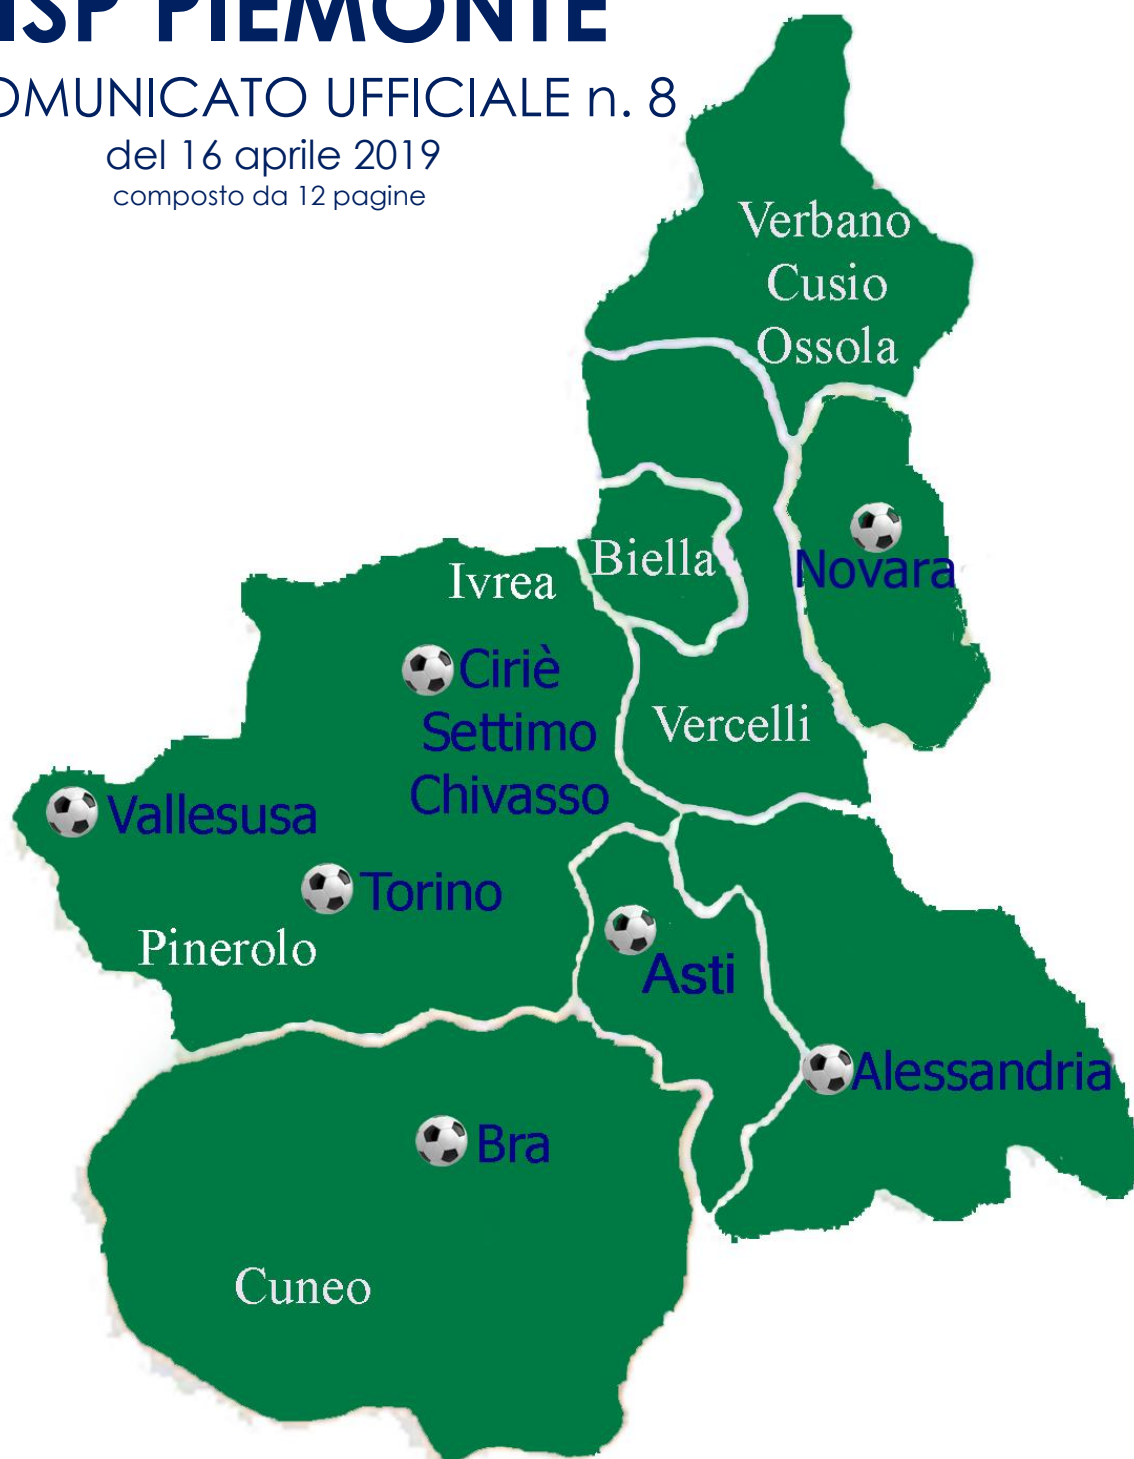 ISP PIEMONTE
OMUNICATO UFFICIALE n. 8
del 16 aprile 2019
composto da 12 pagine
Verbano
Cusio
Ossola
Novara
Biella
Ivrea
Ciriè
Settimo
Chivasso
Vercelli
Vallesusa
Torino
Pinerolo
Asti
Alessandria
Bra
Cuneo